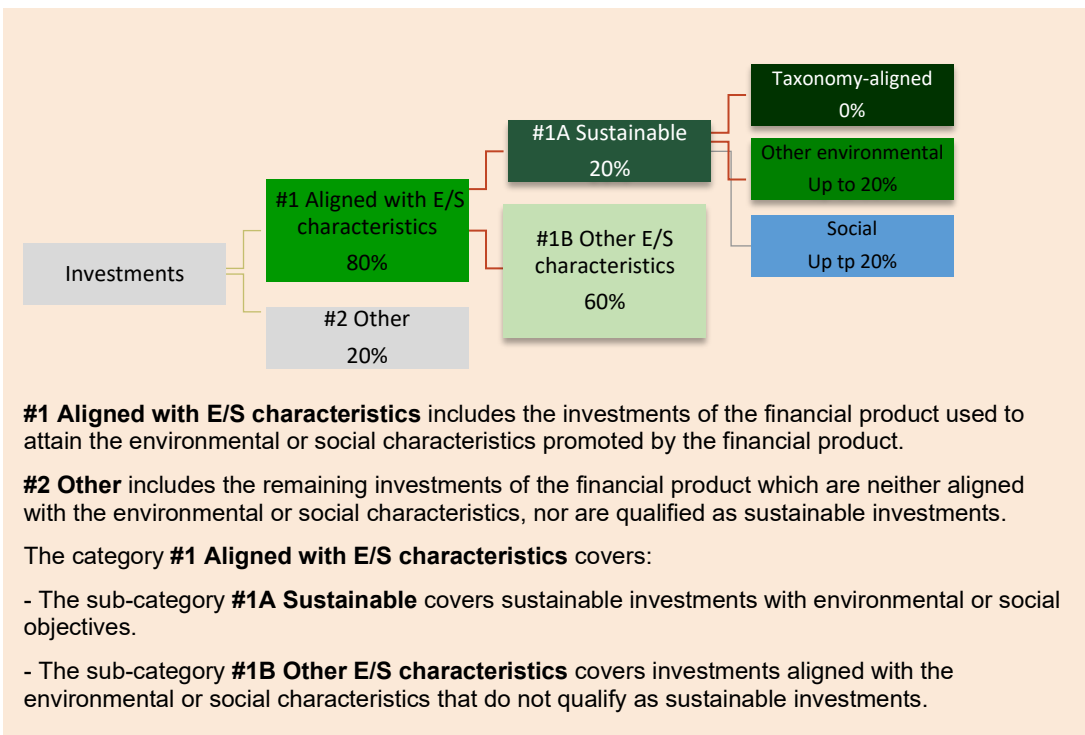 Taxonomy-aligned
0%
#1A Sustainable
20%
Other environmental
Up to 20%
#1 Aligned with E/S
characteristics
80%
Social
Up tp 20%
#1B Other E/S
characteristics
60%
Investments
#2 Other
20%
#1 Aligned with E/S characteristics includes the investments of the financial product used to
attain the environmental or social characteristics promoted by the financial product.
#2 Other includes the remaining investments of the financial product which are neither aligned
with the environmental or social characteristics, nor are qualified as sustainable investments.
The category #1 Aligned with E/S characteristics covers:
- The sub-category #1A Sustainable covers sustainable investments with environmental or social
objectives.
- The sub-category #1B Other E/S characteristics covers investments aligned with the
environmental or social characteristics that do not qualify as sustainable investments.